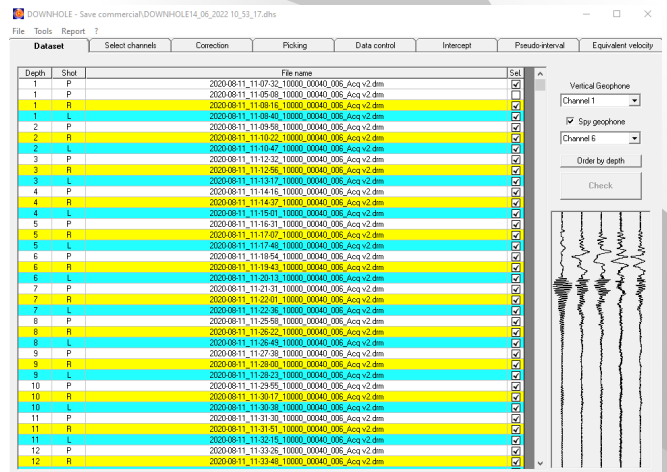 DOWNHOLE - Save commercial\DOWNHOLE14_06_2022 10_53_17.dhs
File Tools Report ?
Dataset Select channels Correction Picking Data control Intercept Pseudo-interval Equivalent velocity
Depth Shot File name Sel.
1 P 2020-08-11_11-07-32_10000_00040_006_Acq v2.drm
1 P 2020-08-11_11-05-08_10000_00040_006_Acq v2.drm
1 R 2020-08-11_11-08-16_10000_00040_006_Acq v2.drm
1 L 2020-08-11_11-08-40_10000_00040_006_Acq v2.drm
2 P 2020-08-11_11-09-58_10000_00040_006_Acq v2.drm
2 R 2020-08-11_11-10-22_10000_00040_006_Acq v2.drm
2 L 2020-08-11_11-10-47_10000_00040_006_Acq v2.drm
3 P 2020-08-11_11-12-32_10000_00040_006_Acq v2.drm
3 R 2020-08-11_11-12-56_10000_00040_006_Acq v2.drm
3 L 2020-08-11_11-13-17_10000_00040_006_Acq v2.drm
4 P 2020-08-11_11-14-16_10000_00040_006_Acq v2.drm
4 R 2020-08-11_11-14-37_10000_00040_006_Acq v2.drm
4 L 2020-08-11_11-15-01_10000_00040_006_Acq v2.drm
5 P 2020-08-11_11-16-31_10000_00040_006_Acq v2.drm
5 R 2020-08-11_11-17-07_10000_00040_006_Acq v2.drm
5 L 2020-08-11_11-17-48_10000_00040_006_Acq v2.drm
6 P 2020-08-11_11-18-54_10000_00040_006_Acq v2.drm
6 R 2020-08-11_11-19-43_10000_00040_006_Acq v2.drm
6 L 2020-08-11_11-20-13_10000_00040_006_Acq v2.drm
7 P 2020-08-11_11-21-31_10000_00040_006_Acq v2.drm
7 R 2020-08-11_11-22-01_10000_00040_006_Acq v2.drm
7 L 2020-08-11_11-22-36_10000_00040_006_Acq v2.drm
8 P 2020-08-11_11-25-58_10000_00040_006_Acq v2.drm
8 R 2020-08-11_11-26-22_10000_00040_006_Acq v2.drm
8 L 2020-08-11_11-26-49_10000_00040_006_Acq v2.drm
9 P 2020-08-11_11-27-38_10000_00040_006_Acq v2.drm
9 R 2020-08-11_11-28-00_10000_00040_006_Acq v2.drm
9 L 2020-08-11_11-28-23_10000_00040_006_Acq v2.drm
10 P 2020-08-11_11-29-55_10000_00040_006_Acq v2.drm
10 R 2020-08-11_11-30-17_10000_00040_006_Acq v2.drm
10 L 2020-08-11_11-30-38_10000_00040_006_Acq v2.drm
11 P 2020-08-11_11-31-30_10000_00040_006_Acq v2.drm
11 R 2020-08-11_11-31-51_10000_00040_006_Acq v2.drm
11 L 2020-08-11_11-32-15_10000_00040_006_Acq v2.drm
12 P 2020-08-11_11-33-26_10000_00040_006_Acq v2.drm
12 R 2020-08-11_11-33-48_10000_00040_006_Acq v2.drm
Vertical Geophone
Channel 1
Spy geophone
Channel 6
Order by depth
Check